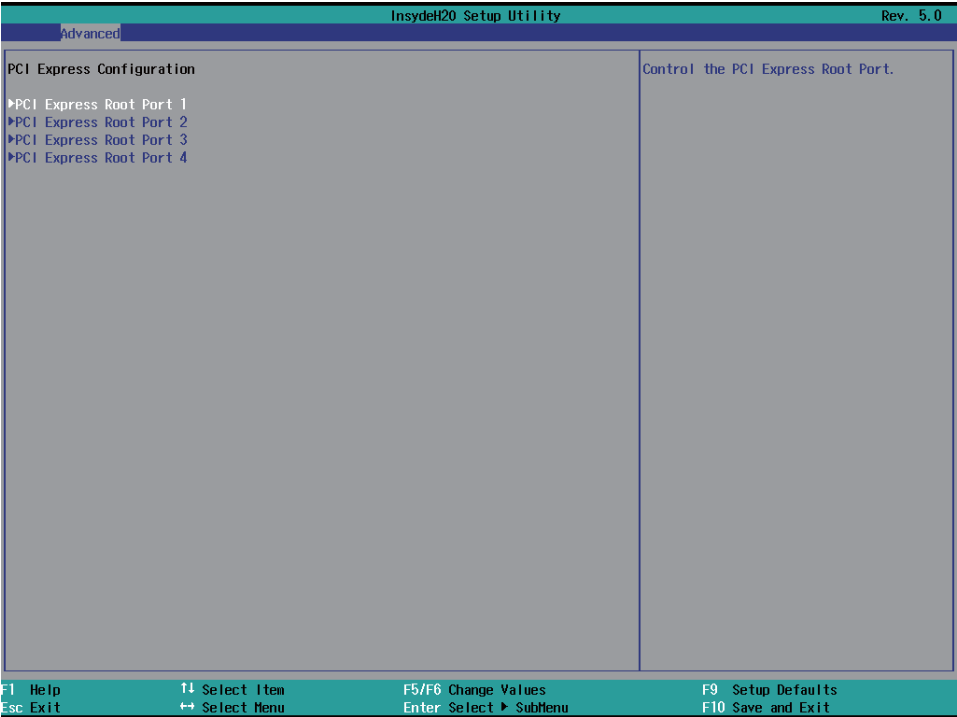 InsydeH20 Setup Utility Rev. 5.0
Advanced
PCI Express Configuration
Control the PCI Express Root Port.
▶PCI Express Root Port 1
▶PCI Express Root Port 2
▶PCI Express Root Port 3
▶PCI Express Root Port 4
F1 Help ↑↓ Select Item F5/F6 Change Values F9 Setup Defaults
Esc Exit ↔ Select Menu Enter Select ▶ SubMenu F10 Save and Exit